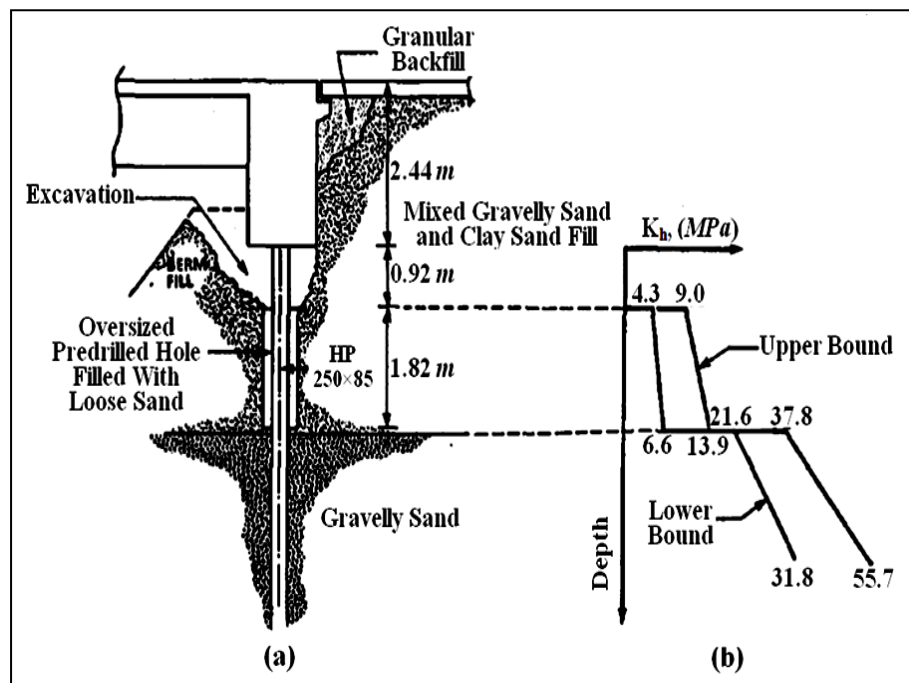 Granular
Backfill
Excavation
2.44 m
Mixed Gravelly Sand
and Clay Sand Fill
Kh, (MPa)
BERM
FILL
0.92 m
4.3 9.0
Oversized
Predrilled Hole
Filled With
Loose Sand
HP
250×85
1.82 m
Upper Bound
21.6 37.8
6.6 13.9
Gravelly Sand
Lower
Bound
Depth
31.8 55.7
(a) (b)